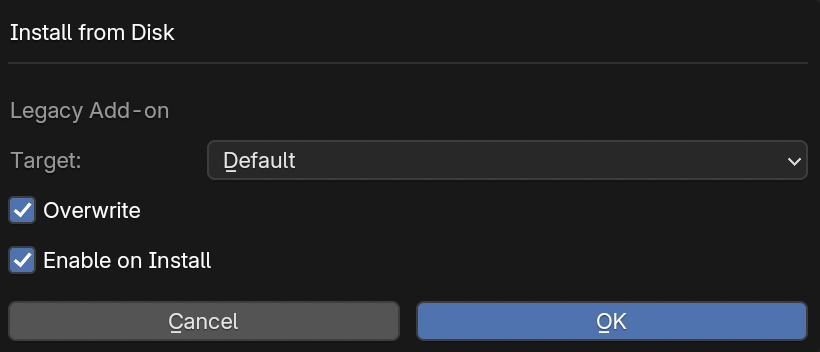 Install from Disk
Legacy Add-on
Target: Default
Overwrite
Enable on Install
Cancel OK